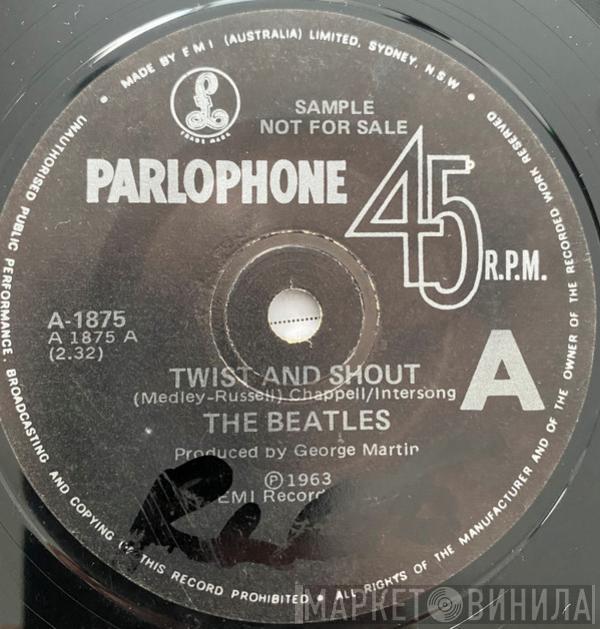 MADE BY EMI (AUSTRALIA) LIMITED, SYDNEY, N.S.W. •
£
TRADE MARK
SAMPLE
NOT FOR SALE
PARLOPHONE
45
R.P.M.
A-1875
A 1875 A
(2.32)
A
TWIST AND SHOUT
(Medley-Russell) Chappell/Intersong
THE BEATLES
Produced by George Martin
Ⓟ1963
EMI Record
UNAUTHORISED PUBLIC PERFORMANCE, BROADCASTING AND COPYING OF THIS RECORD PROHIBITED • ALL RIGHTS OF THE MANUFACTURER AND OF THE OWNER OF THE RECORDED WORK RESERVED
МАРКЕТ ВИНИЛА